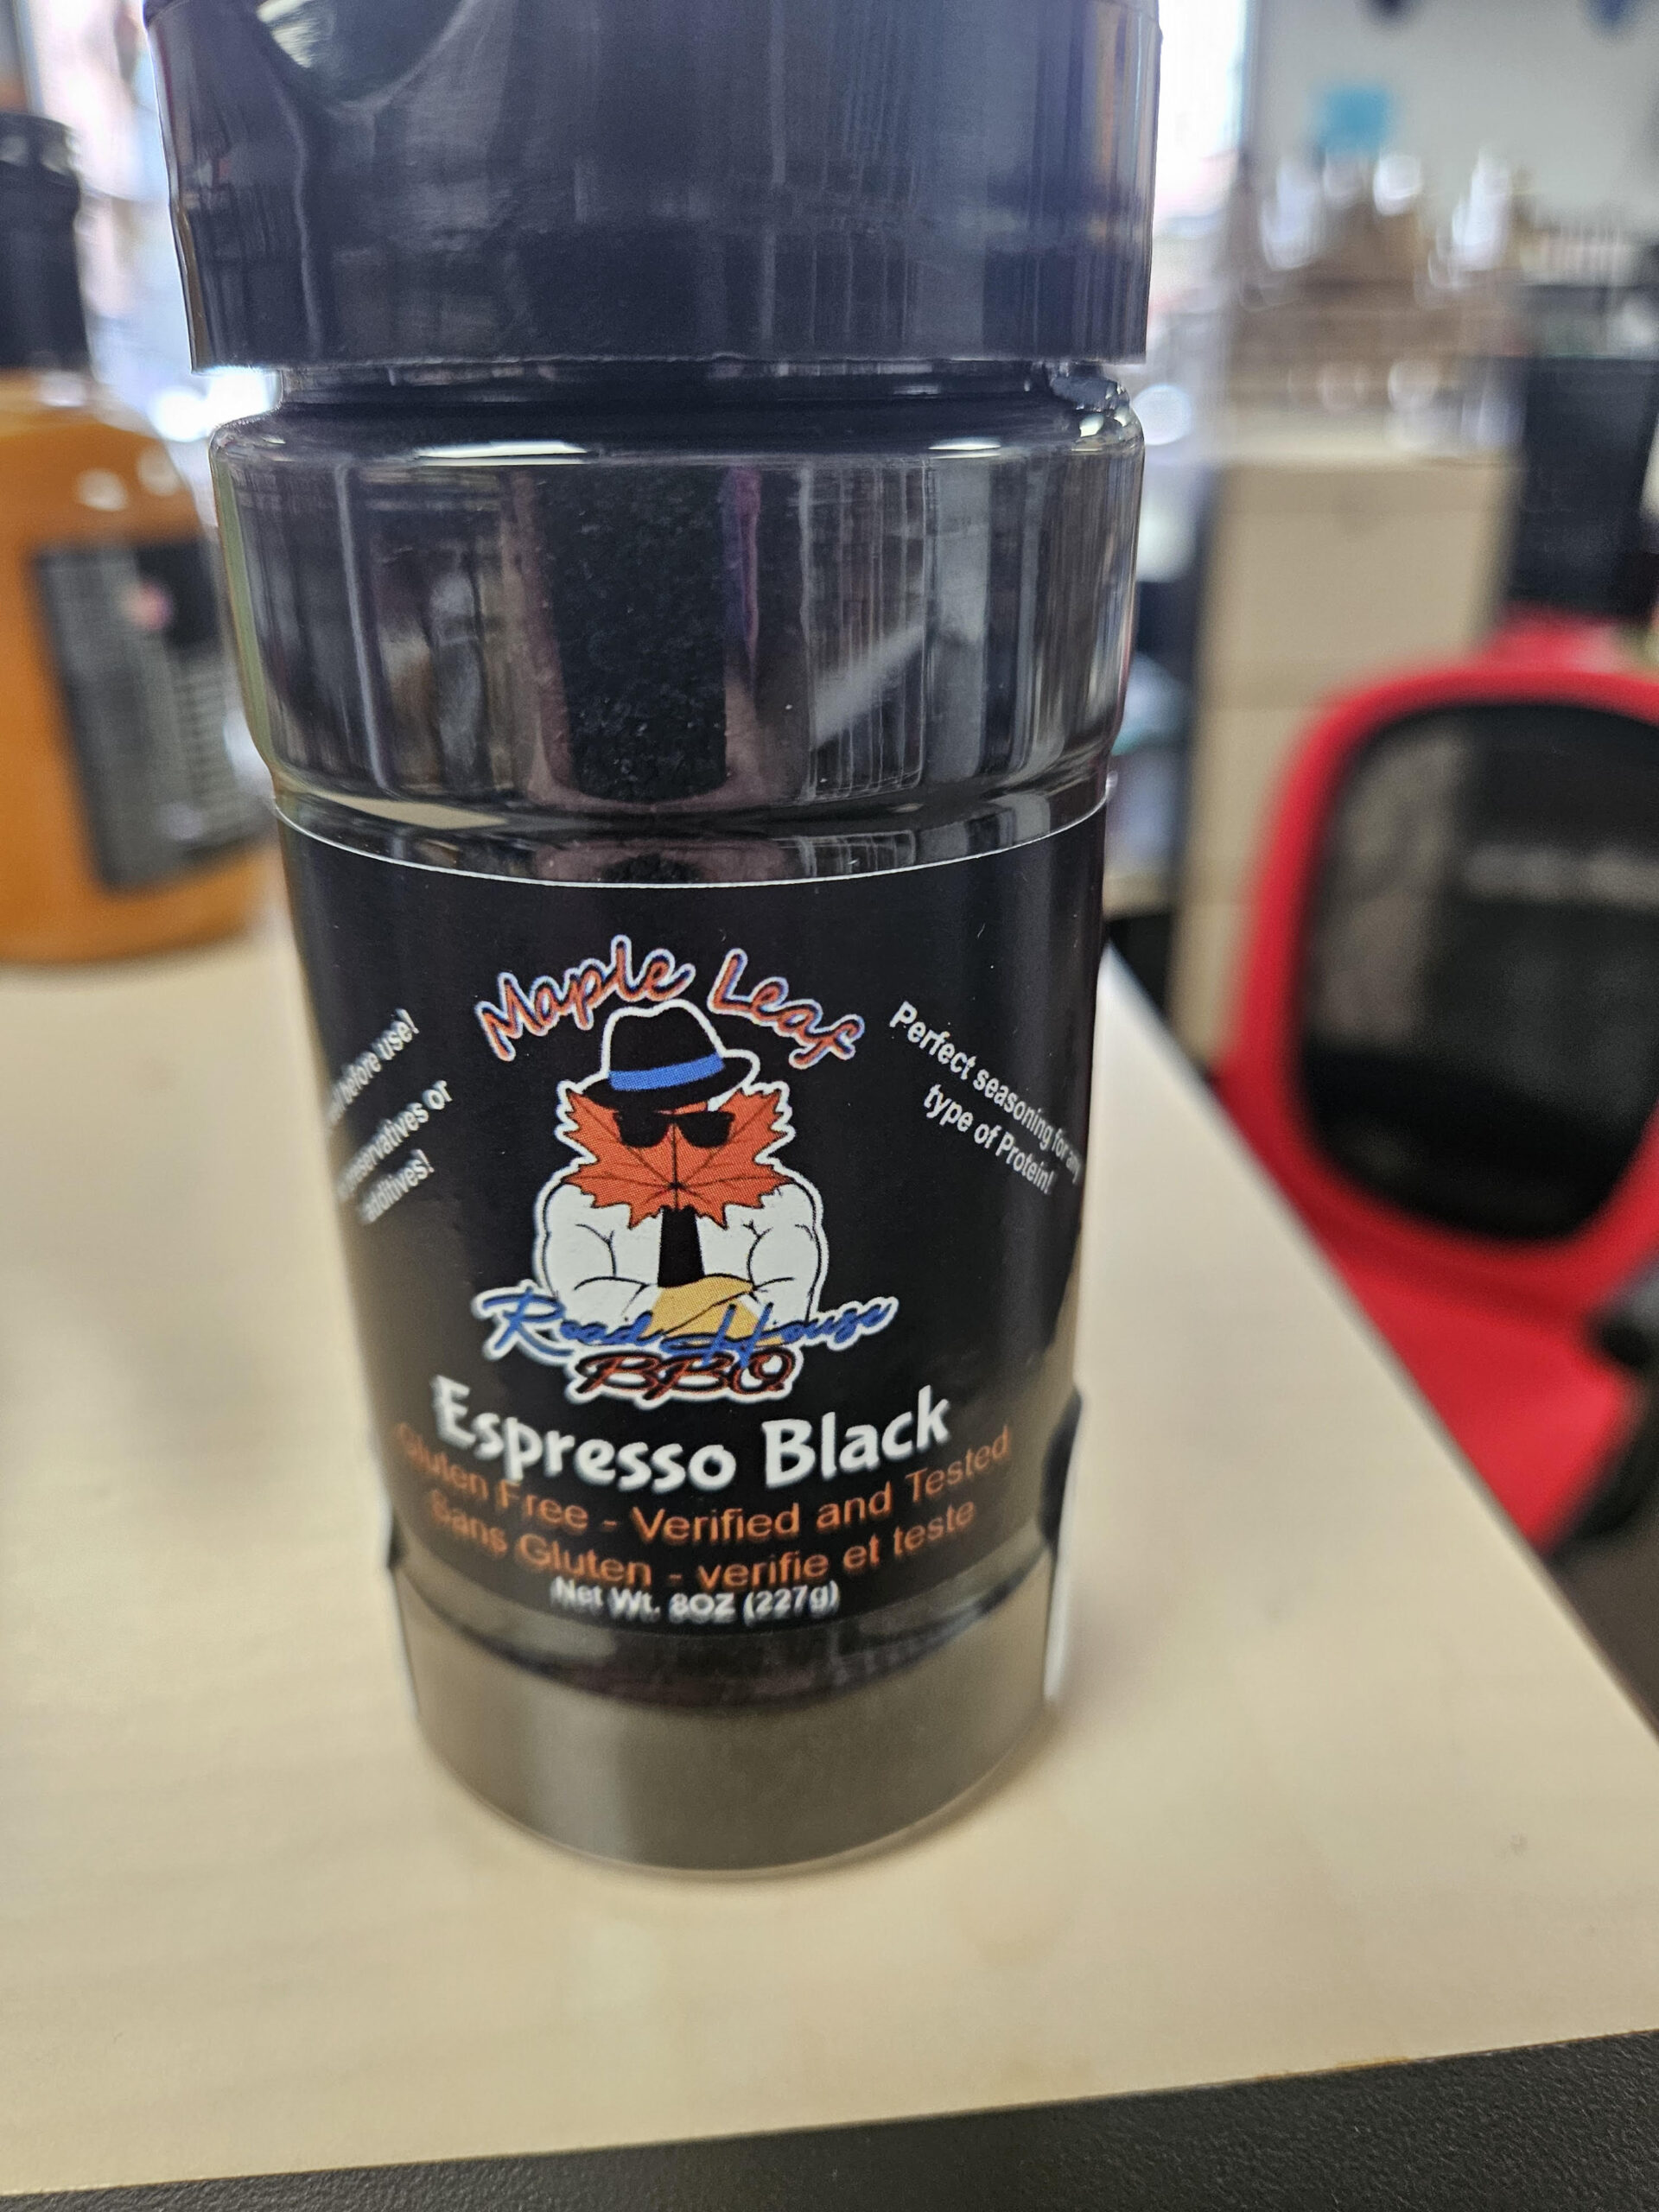 Maple Leaf
before use!
preservatives or
additives!
Perfect seasoning for any
type of Protein!
Road House
BBQ
Espresso Black
Gluten Free - Verified and Tested
Sans Gluten - verifie et teste
Net Wt. 8OZ (227g)